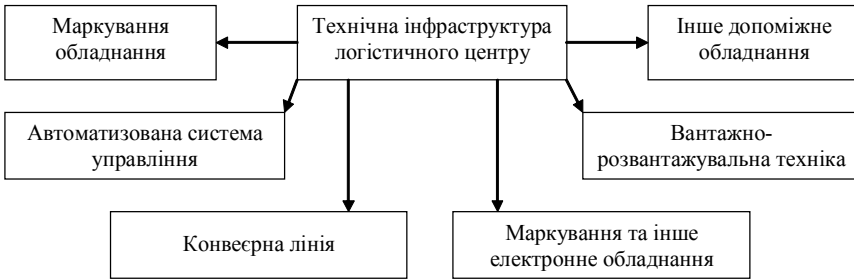 Маркування
обладнання
Технічна інфраструктура
логістичного центру
Інше допоміжне
обладнання
Автоматизована система
управління
Вантажно-
розвантажувальна техніка
Конвеєрна лінія
Маркування та інше
електронне обладнання